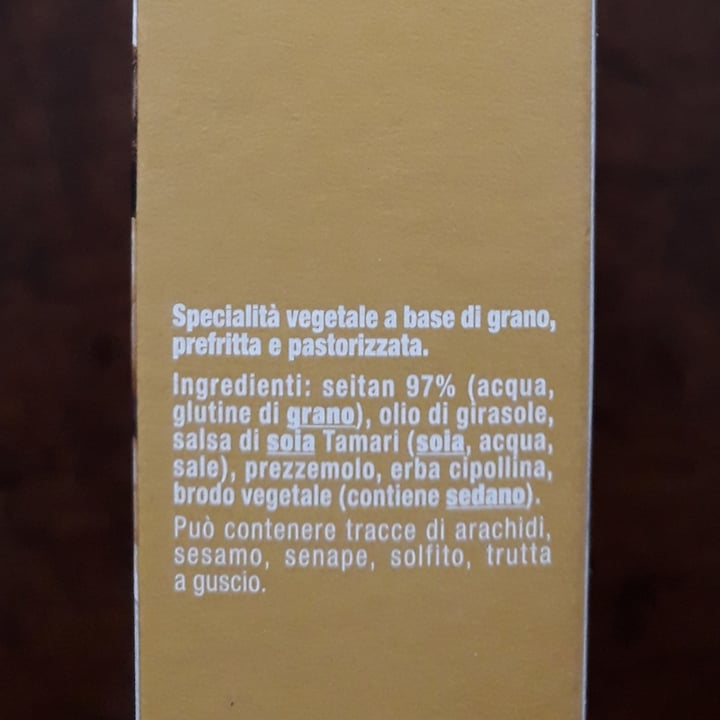 Specialità vegetale a base di grano,
prefritta e pastorizzata.
Ingredienti: seitan 97% (acqua,
glutine di grano), olio di girasole,
salsa di soia Tamari (soia, acqua,
sale), prezzemolo, erba cipollina,
brodo vegetale (contiene sedano).
Può contenere tracce di arachidi,
sesamo, senape, solfito, trutta
a guscio.